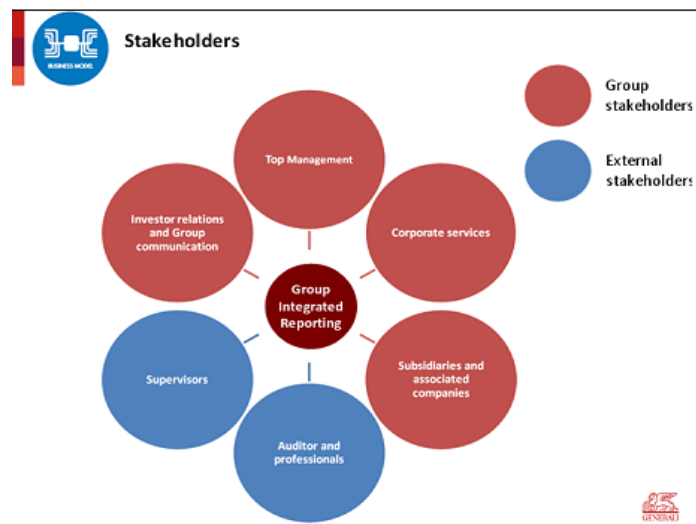 Stakeholders
BUSINESS MODEL
Group
stakeholders
External
stakeholders
Top Management
Investor relations
and Group
communication
Corporate services
Group
Integrated
Reporting
Supervisors
Subsidiaries and
associated
companies
Auditor and
professionals
GENERALI